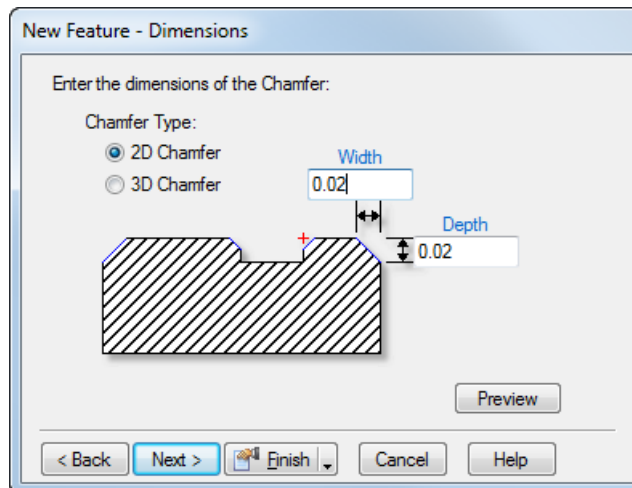 New Feature - Dimensions
Enter the dimensions of the Chamfer:
Chamfer Type:
2D Chamfer
3D Chamfer
Width
0.02
Depth
0.02
Preview
< Back Next > Finish Cancel Help